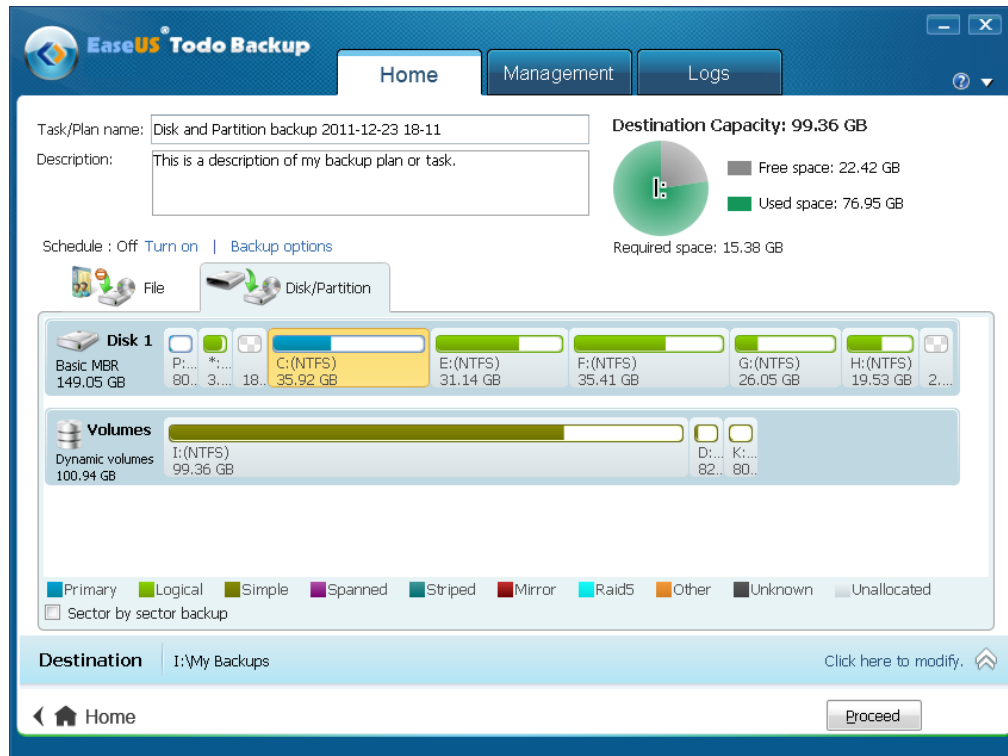 EaseUS® Todo Backup
Home
Management
Logs
Task/Plan name: Disk and Partition backup 2011-12-23 18-11
Description: This is a description of my backup plan or task.
Destination Capacity: 99.36 GB
I:
Free space: 22.42 GB
Used space: 76.95 GB
Required space: 15.38 GB
Schedule : Off Turn on | Backup options
File
Disk/Partition
Disk 1
Basic MBR
149.05 GB
P:...
80..
*:...
3....
18..
C:(NTFS)
35.92 GB
E:(NTFS)
31.14 GB
F:(NTFS)
35.41 GB
G:(NTFS)
26.05 GB
H:(NTFS)
19.53 GB
2....
Volumes
Dynamic volumes
100.94 GB
I:(NTFS)
99.36 GB
D:...
82..
K:...
80..
Primary Logical Simple Spanned Striped Mirror Raid5 Other Unknown Unallocated
Sector by sector backup
Destination
I:\My Backups
Click here to modify.
Home
Proceed